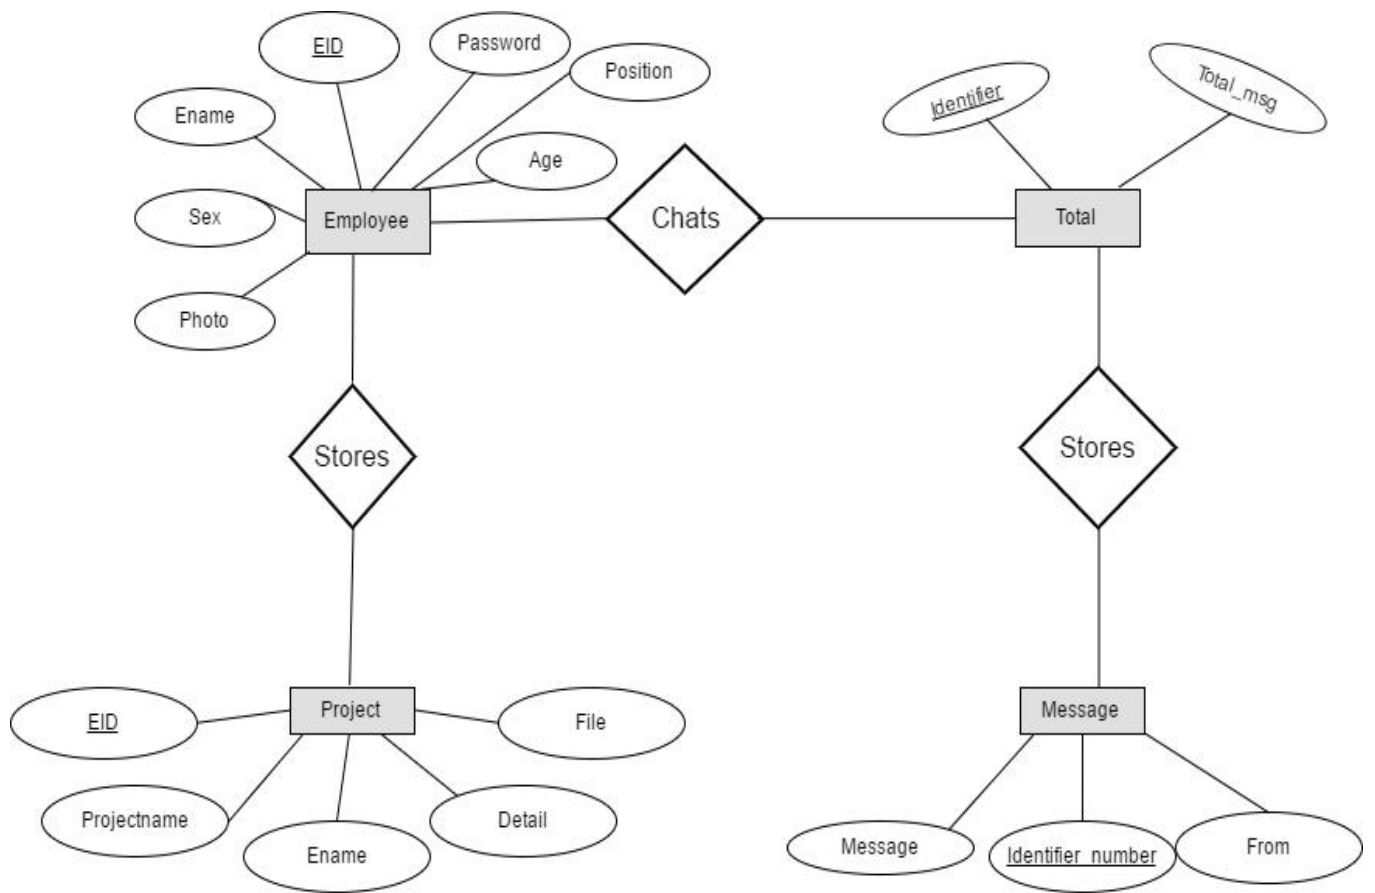 EID
Password
Position
Ename
Age
Sex
Employee
Photo
Chats
Identifier
Total_msg
Total
Stores
Stores
Project
EID
File
Projectname
Detail
Ename
Message
Message
Identifier_number
From